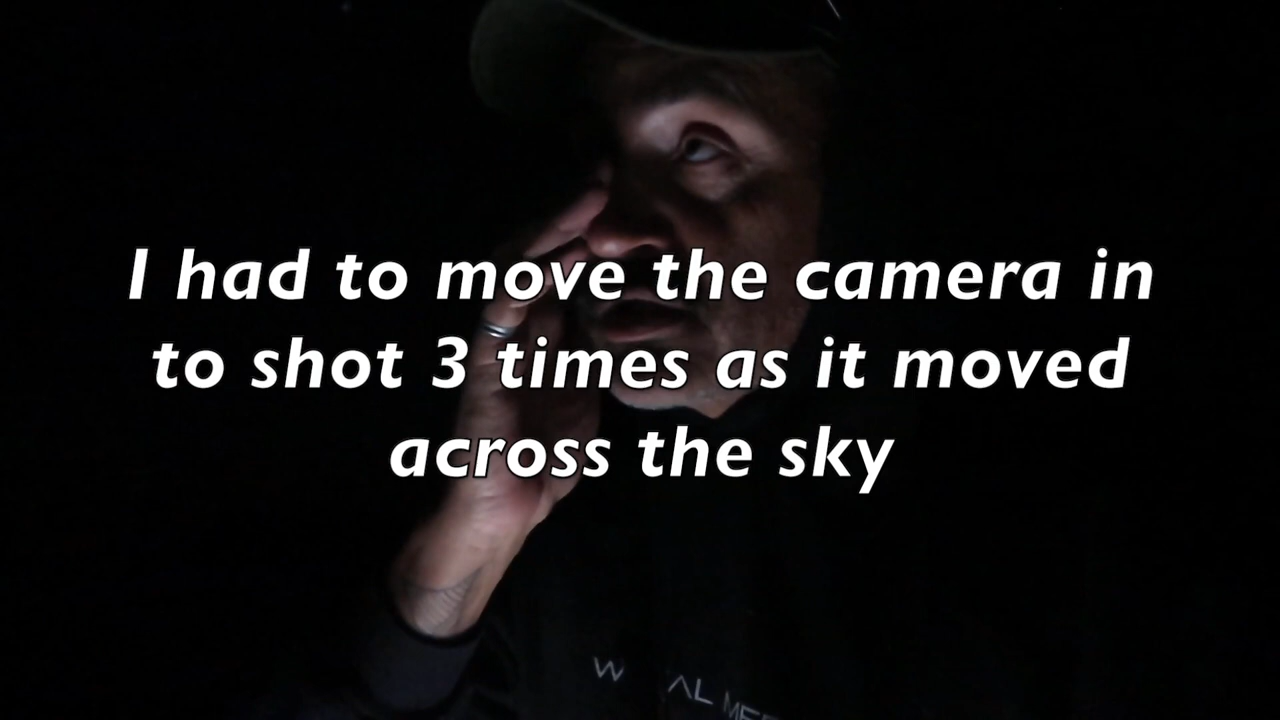 I had to move the camera in
to shot 3 times as it moved
across the sky